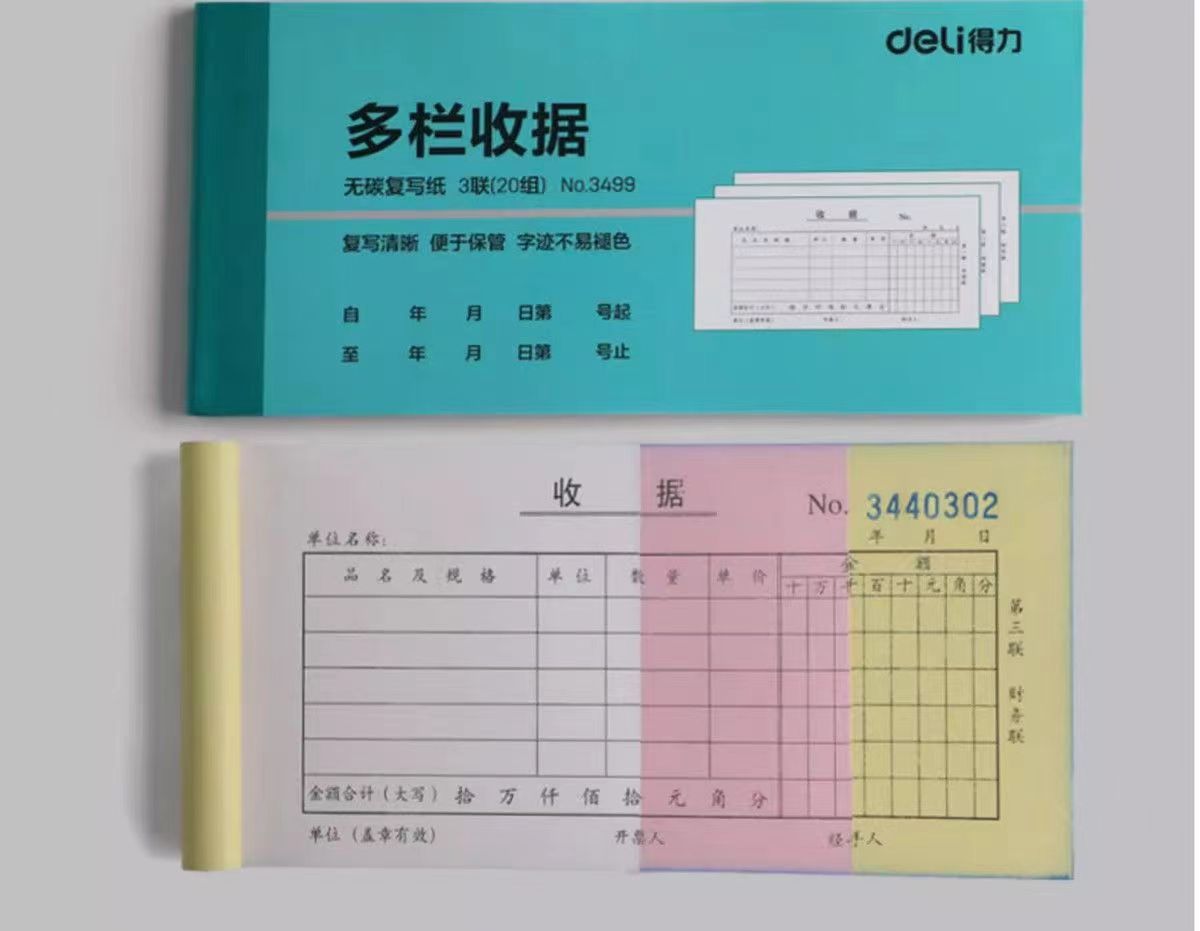 deli得力
多栏收据
无碳复写纸 3联(20组) No.3499
复写清晰 便于保管 字迹不易褪色
自 年 月 日第 号起
至 年 月 日第 号止
收 据 No.
收 据
No. 3440302
单位名称: 年 月 日
品名及规格 单位 数量 单价 金额
十 万 千 百 十 元 角 分
第三联 财务联
金额合计(大写) 拾 万 仟 佰 拾 元 角 分
单位(盖章有效) 开票人 经手人